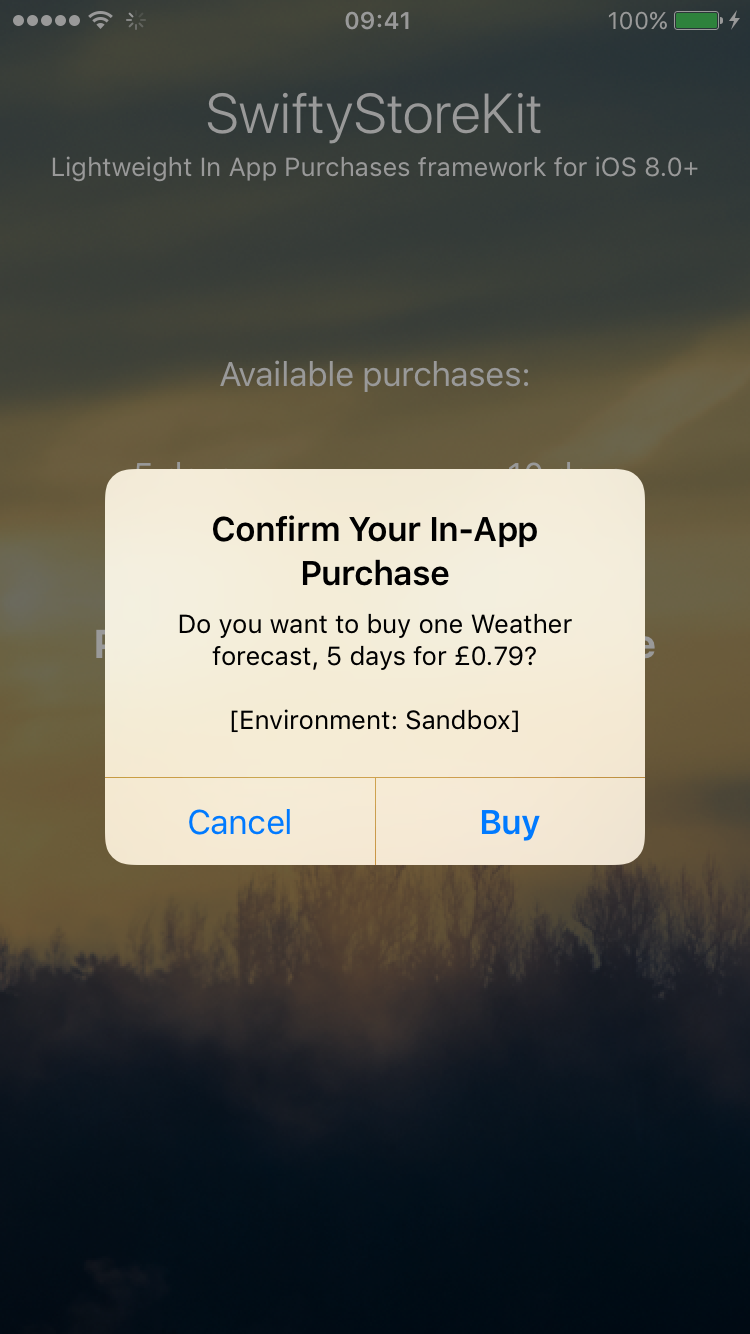 09:41
100%
SwiftyStoreKit
Lightweight In App Purchases framework for iOS 8.0+
Available purchases:
Confirm Your In-App
Purchase
Do you want to buy one Weather
forecast, 5 days for £0.79?
[Environment: Sandbox]
Cancel
Buy